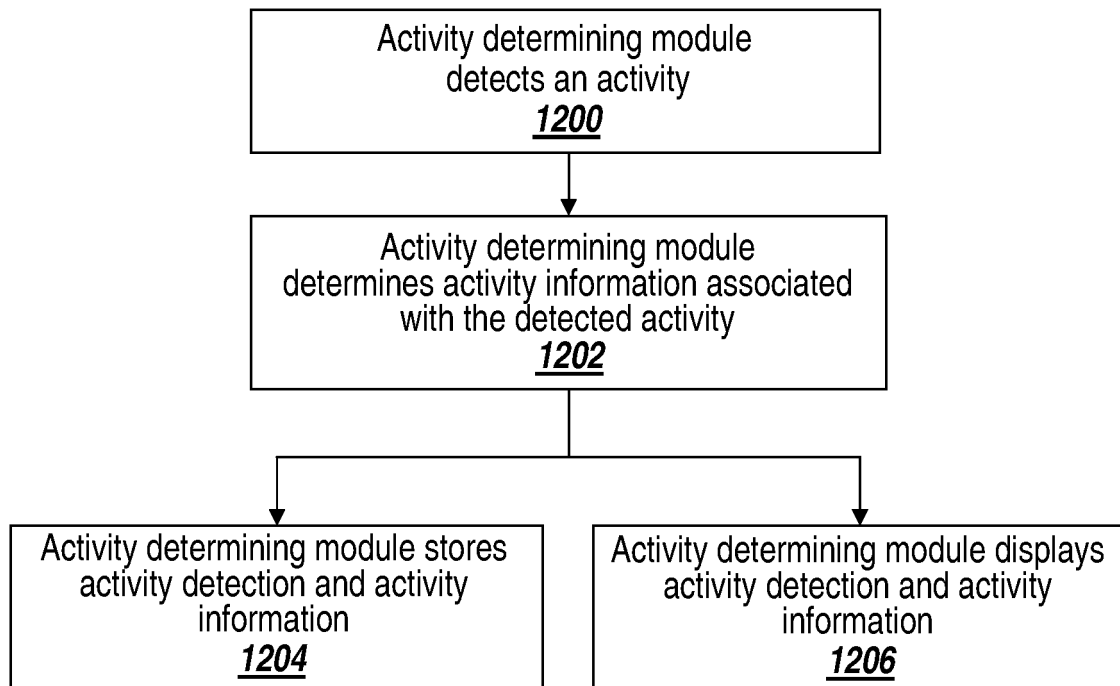 Activity determining module
detects an activity
1200
Activity determining module
determines activity information associated
with the detected activity
1202
Activity determining module stores
activity detection and activity
information
1204
Activity determining module displays
activity detection and activity
information
1206